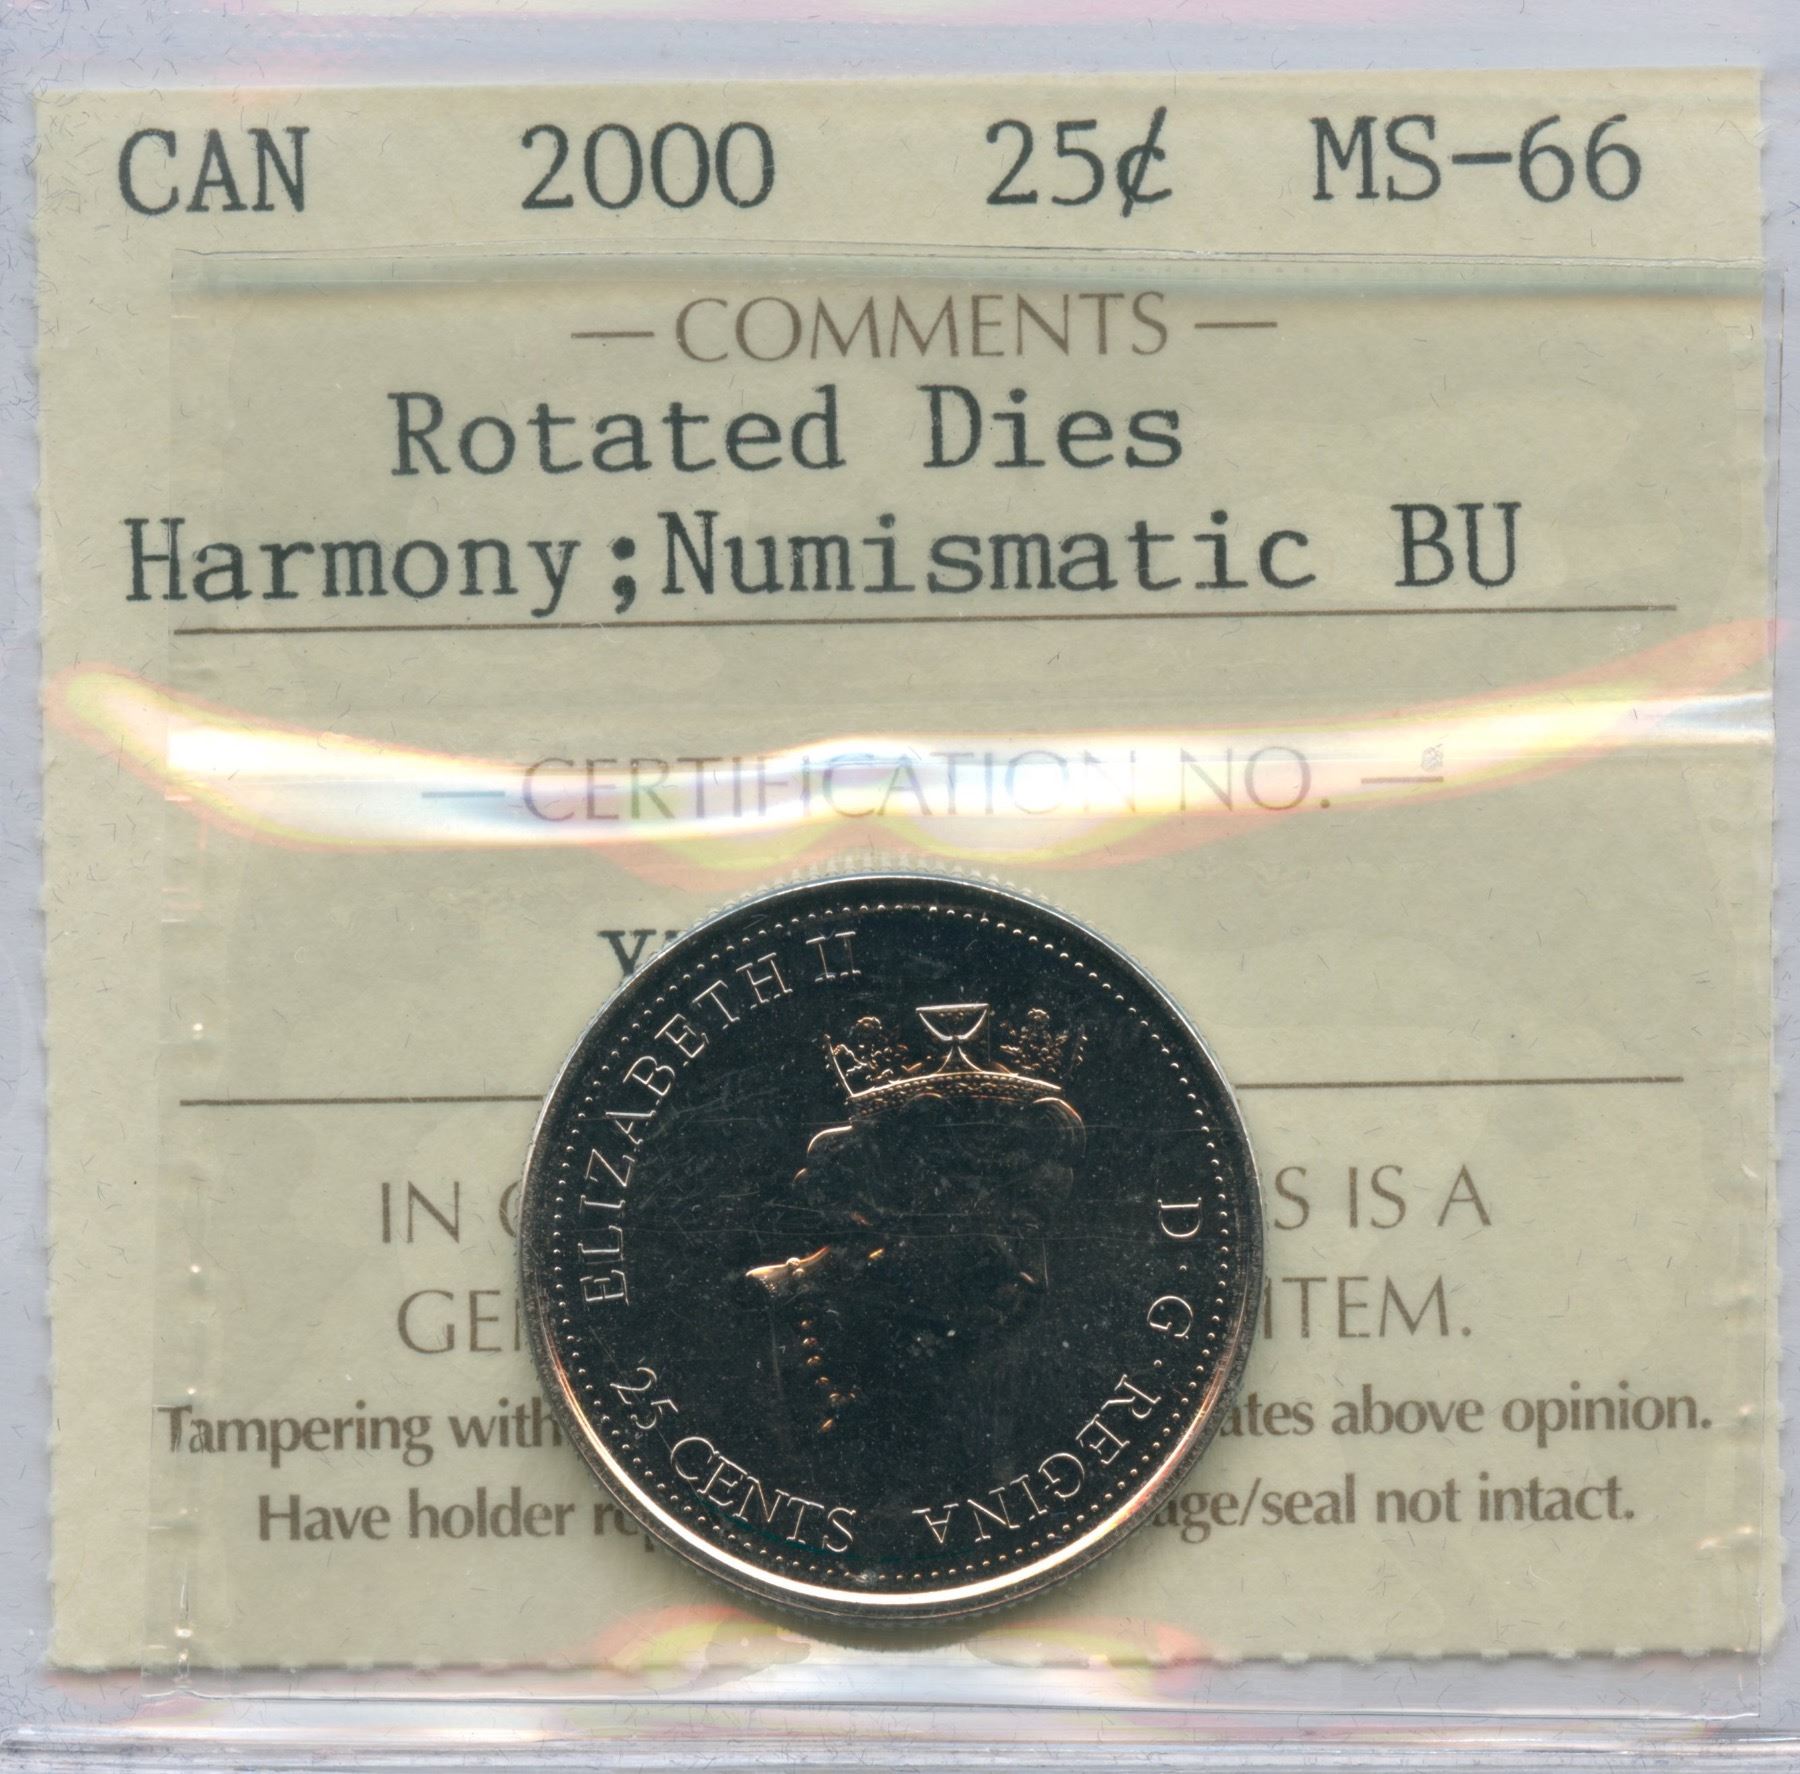 CAN 2000 25¢ MS-66
— COMMENTS —
Rotated Dies
Harmony;Numismatic BU
— CERTIFICATION NO. —
ELIZABETH II
D·G·REGINA
25 CENTS
IN S IS A
GE ITEM.
Tampering with ates above opinion.
Have holder age/seal not intact.